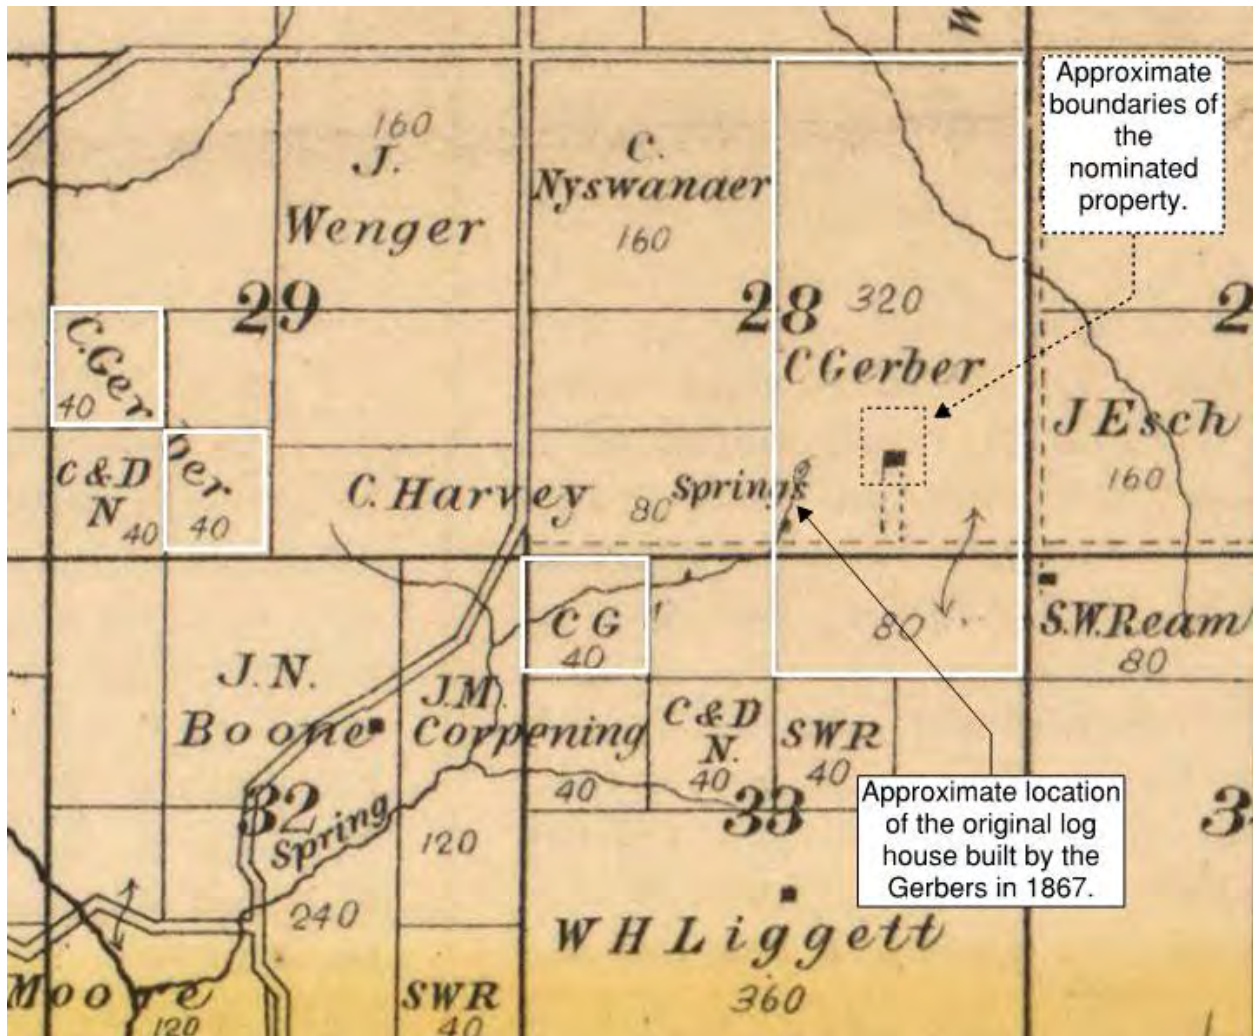 W
Approximate
boundaries of
the
nominated
property.
160
J.
Wenger
C.
Nyswanaer
160
29
28
320
2
C. Ger
ber
40
C Gerber
J Esch
160
C & D
N
40
40
C. Harvey
80
Springs
C G
40
80
S.W. Ream
80
J. N.
Boone
J. M.
Corpening
40
C & D
N.
40
SWR
40
32
33
3
Spring
120
240
Approximate location
of the original log
house built by the
Gerbers in 1867.
W H Liggett
360
Moore
120
SWR
40